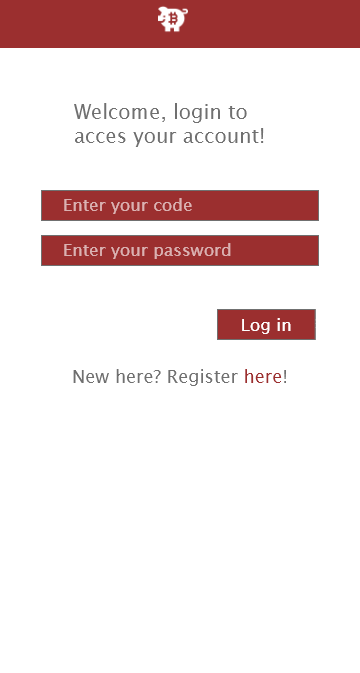 Welcome, login to
acces your account!
Enter your code
Enter your password
Log in
New here? Register here!